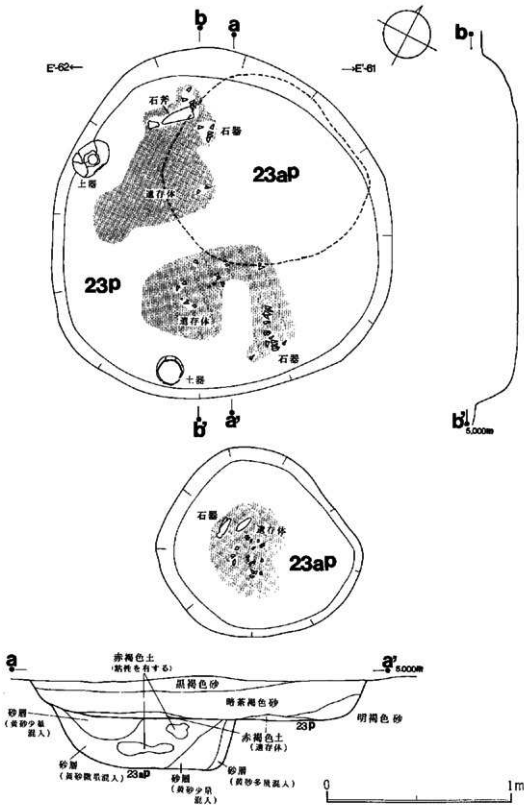 b
a
b
E'-62←
→E'-61
石斧
石器
土器
23aP
遺存体
23P
遺存体
石器
土器
b'
a'
b'
5.000m
石器
遺存体
23aP
a
赤褐色土
(粘性を有する)
a'
5.000m
黒褐色砂
暗茶褐色砂
明褐色砂
砂層
(黄砂少量
混入)
23P
赤褐色土
(遺存体)
砂層
(黄砂微量混入)
23aP
砂層
(黄砂少量
混入)
砂層
(黄砂多量混入)
0
1m